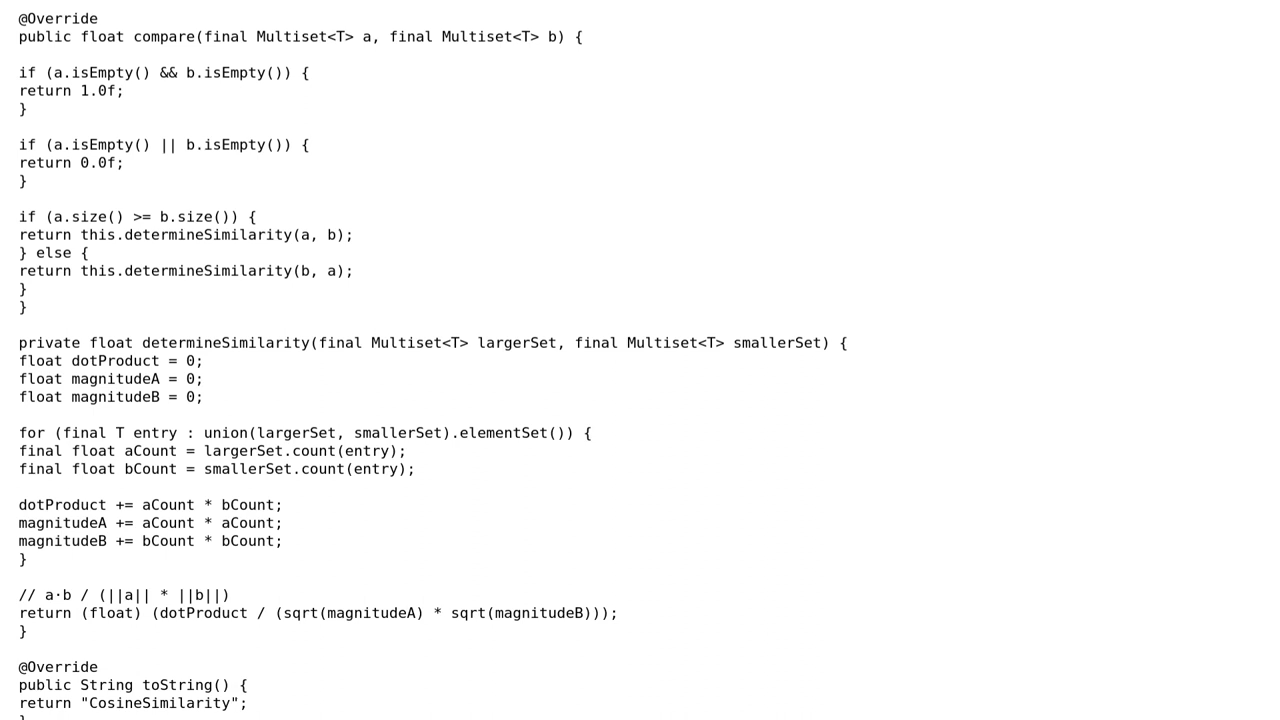 @Override
public float compare(final Multiset<T> a, final Multiset<T> b) {
if (a.isEmpty() && b.isEmpty()) {
return 1.0f;
}
if (a.isEmpty() || b.isEmpty()) {
return 0.0f;
}
if (a.size() >= b.size()) {
return this.determineSimilarity(a, b);
} else {
return this.determineSimilarity(b, a);
}
}
private float determineSimilarity(final Multiset<T> largerSet, final Multiset<T> smallerSet) {
float dotProduct = 0;
float magnitudeA = 0;
float magnitudeB = 0;
for (final T entry : union(largerSet, smallerSet).elementSet()) {
final float aCount = largerSet.count(entry);
final float bCount = smallerSet.count(entry);
dotProduct += aCount * bCount;
magnitudeA += aCount * aCount;
magnitudeB += bCount * bCount;
}
// a·b / (||a|| * ||b||)
return (float) (dotProduct / (sqrt(magnitudeA) * sqrt(magnitudeB)));
}
@Override
public String toString() {
return "CosineSimilarity";
}